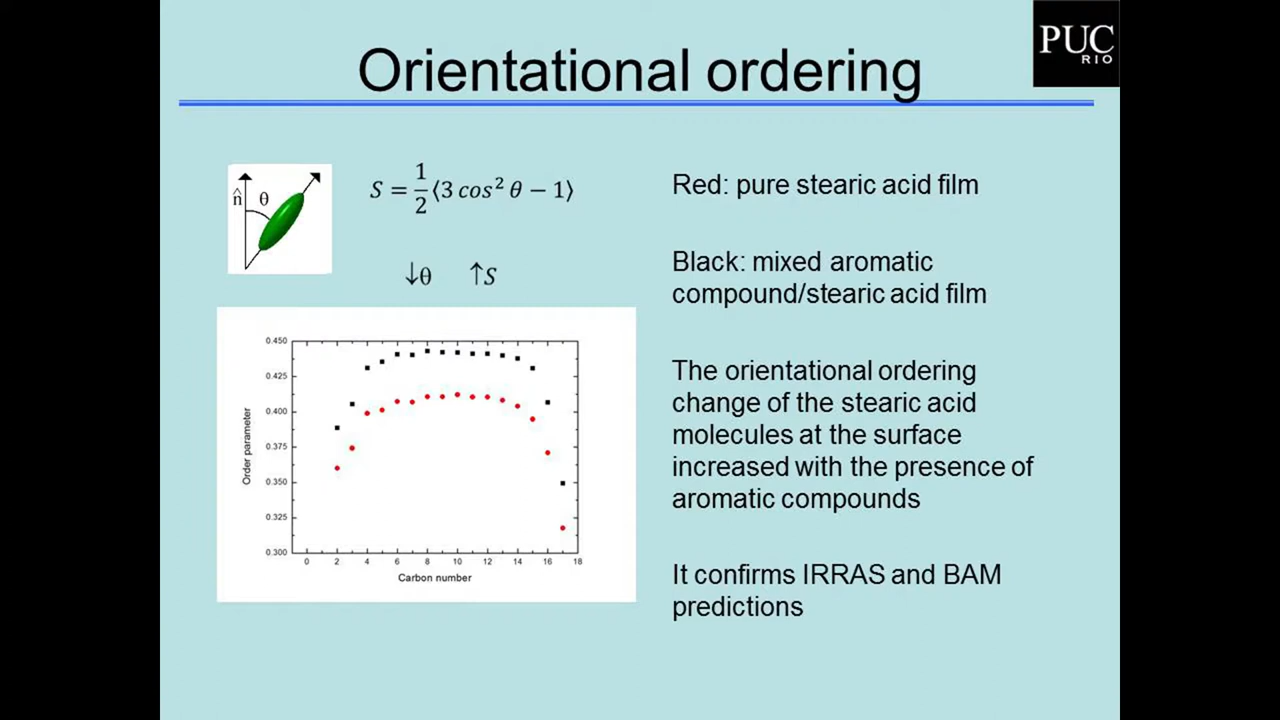 PUC
RIO
Orientational ordering
n̂ θ
S = 1/2 ⟨3 cos² θ − 1⟩
↓θ ↑S
Red: pure stearic acid film
Black: mixed aromatic
compound/stearic acid film
The orientational ordering
change of the stearic acid
molecules at the surface
increased with the presence of
aromatic compounds
It confirms IRRAS and BAM
predictions
Order parameter
0.450
0.425
0.400
0.375
0.350
0.325
0.300
0 2 4 6 8 10 12 14 16 18
Carbon number